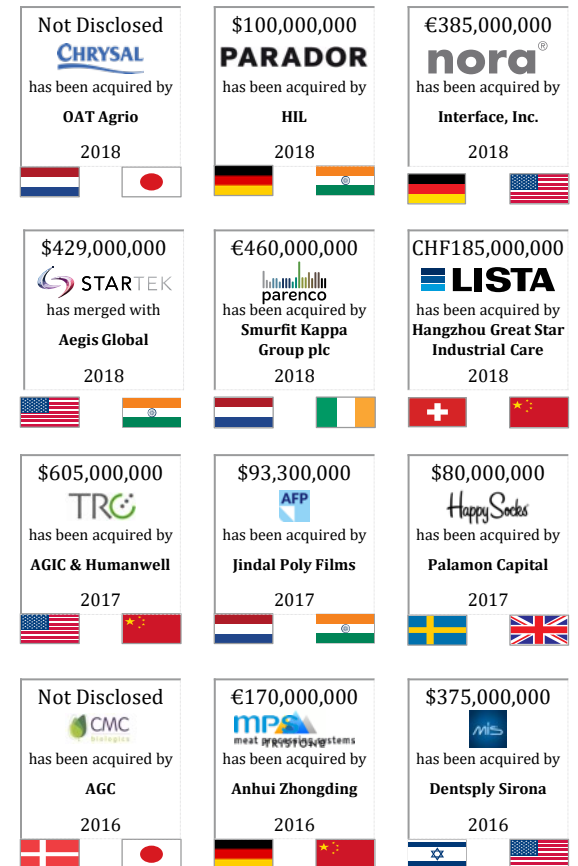 Not Disclosed
CHRYSAL
has been acquired by
OAT Agrio
2018
$100,000,000
PARADOR
has been acquired by
HIL
2018
€385,000,000
nora®
has been acquired by
Interface, Inc.
2018
$429,000,000
STARTEK
has merged with
Aegis Global
2018
€460,000,000
parenco
has been acquired by
Smurfit Kappa
Group plc
2018
CHF185,000,000
LISTA
has been acquired by
Hangzhou Great Star
Industrial Care
2018
$605,000,000
TRC
has been acquired by
AGIC & Humanwell
2017
$93,300,000
AFP
has been acquired by
Jindal Poly Films
2017
$80,000,000
Happy Socks
has been acquired by
Palamon Capital
2017
Not Disclosed
CMC
biologics
has been acquired by
AGC
2016
€170,000,000
mps
meat processing systems
TRISTONE
has been acquired by
Anhui Zhongding
2016
$375,000,000
MIS
has been acquired by
Dentsply Sirona
2016